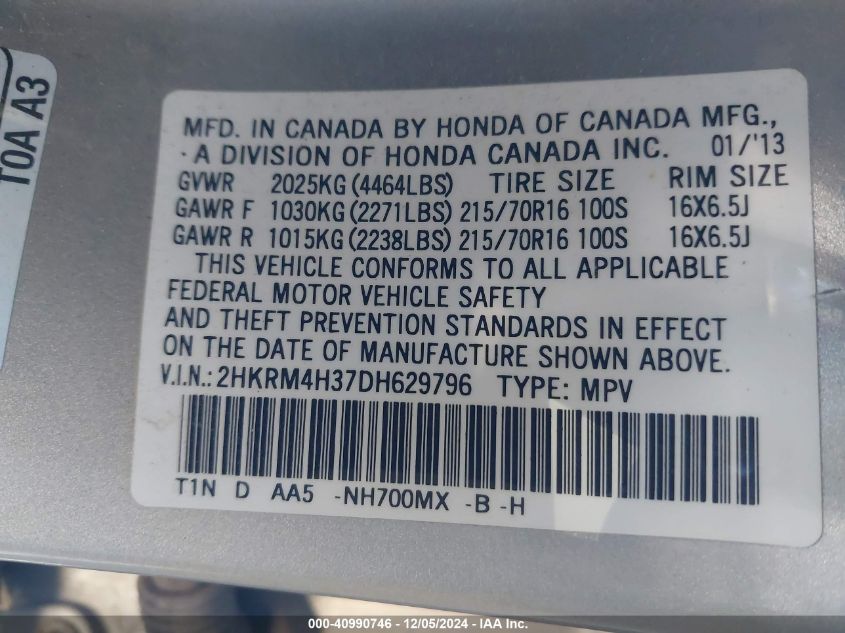 TOA A3
MFD. IN CANADA BY HONDA OF CANADA MFG.,
A DIVISION OF HONDA CANADA INC. 01/'13
GVWR 2025KG (4464LBS) TIRE SIZE RIM SIZE
GAWR F 1030KG (2271LBS) 215/70R16 100S 16X6.5J
GAWR R 1015KG (2238LBS) 215/70R16 100S 16X6.5J
THIS VEHICLE CONFORMS TO ALL APPLICABLE
FEDERAL MOTOR VEHICLE SAFETY
AND THEFT PREVENTION STANDARDS IN EFFECT
ON THE DATE OF MANUFACTURE SHOWN ABOVE.
V.I.N.: 2HKRM4H37DH629796 TYPE: MPV
T1N D AA5 -NH700MX -B -H
000-40990746 - 12/05/2024 - IAA Inc.